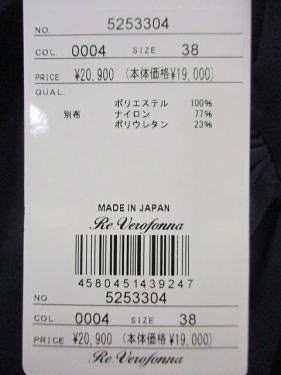 NO. 5253304
COL. 0004 SIZE 38
PRICE ¥20,900 (本体価格¥19,000)
QUAL.
ポリエステル 100%
別布 ナイロン 77%
ポリウレタン 23%
MADE IN JAPAN
Re.Verofonna
4580451439247
NO. 5253304
COL. 0004 SIZE 38
PRICE ¥20,900 (本体価格¥19,000)
Re.Verofonna